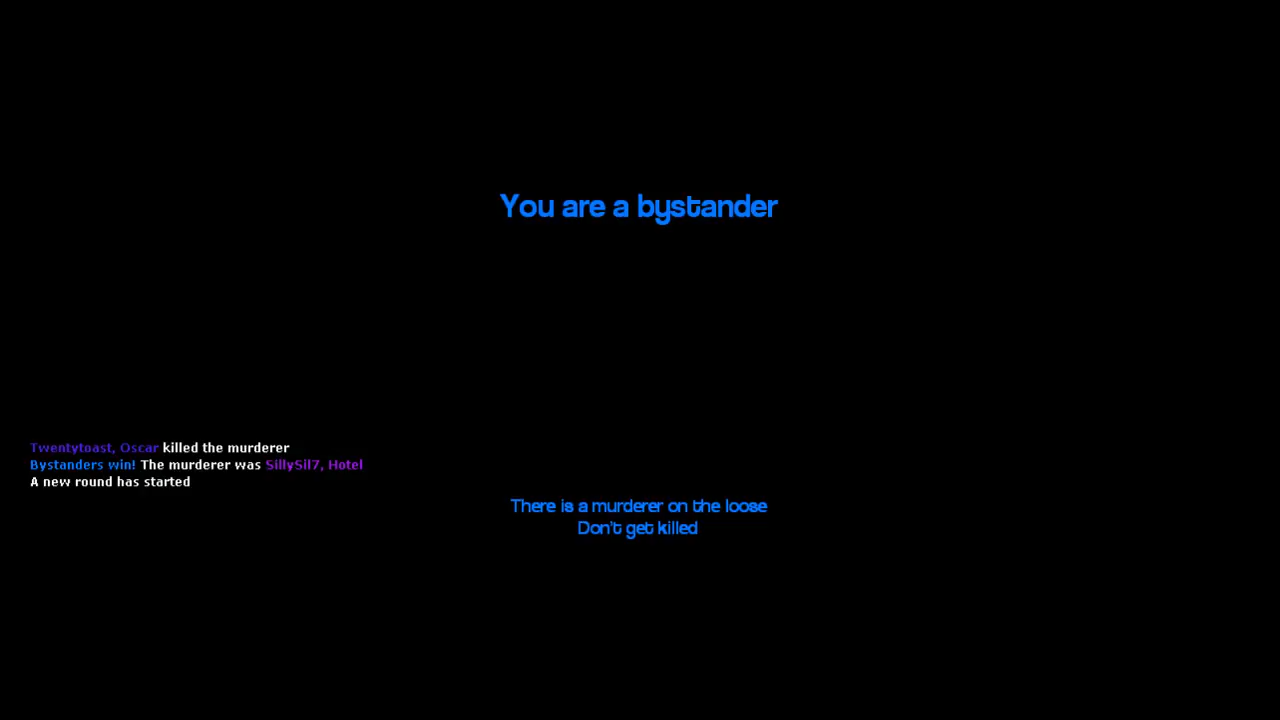 You are a bystander
Twentytoast, Oscar killed the murderer
Bystanders win! The murderer was SillySil7, Hotel
A new round has started
There is a murderer on the loose
Don't get killed